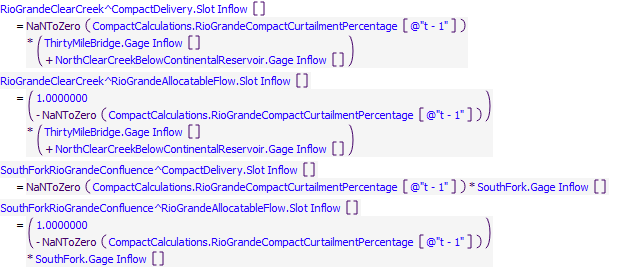 RioGrandeClearCreek^CompactDelivery.Slot Inflow []
= NaNToZero ( CompactCalculations.RioGrandeCompactCurtailmentPercentage [ @"t - 1" ] )
* ( ThirtyMileBridge.Gage Inflow []
+ NorthClearCreekBelowContinentalReservoir.Gage Inflow [] )
RioGrandeClearCreek^RioGrandeAllocatableFlow.Slot Inflow []
= ( 1.0000000
- NaNToZero ( CompactCalculations.RioGrandeCompactCurtailmentPercentage [ @"t - 1" ] ) )
* ( ThirtyMileBridge.Gage Inflow []
+ NorthClearCreekBelowContinentalReservoir.Gage Inflow [] )
SouthForkRioGrandeConfluence^CompactDelivery.Slot Inflow []
= NaNToZero ( CompactCalculations.RioGrandeCompactCurtailmentPercentage [ @"t - 1" ] ) * SouthFork.Gage Inflow []
SouthForkRioGrandeConfluence^RioGrandeAllocatableFlow.Slot Inflow []
= ( 1.0000000
- NaNToZero ( CompactCalculations.RioGrandeCompactCurtailmentPercentage [ @"t - 1" ] ) )
* SouthFork.Gage Inflow []